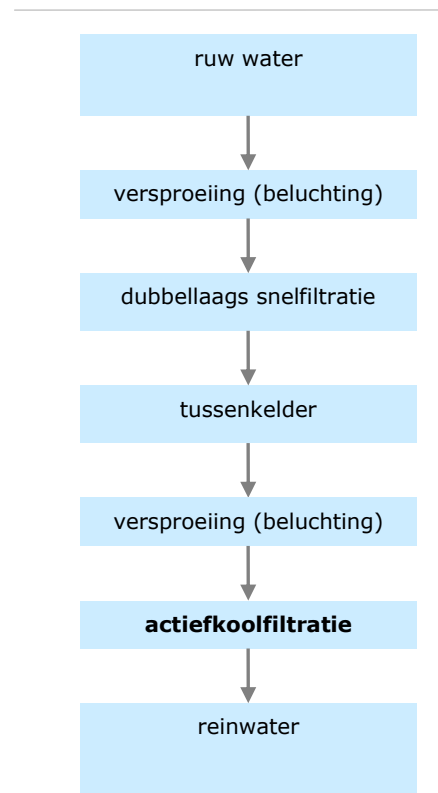 ruw water
versproeiing (beluchting)
dubbellaags snelfiltratie
tussenkelder
versproeiing (beluchting)
actiefkoolfiltratie
reinwater